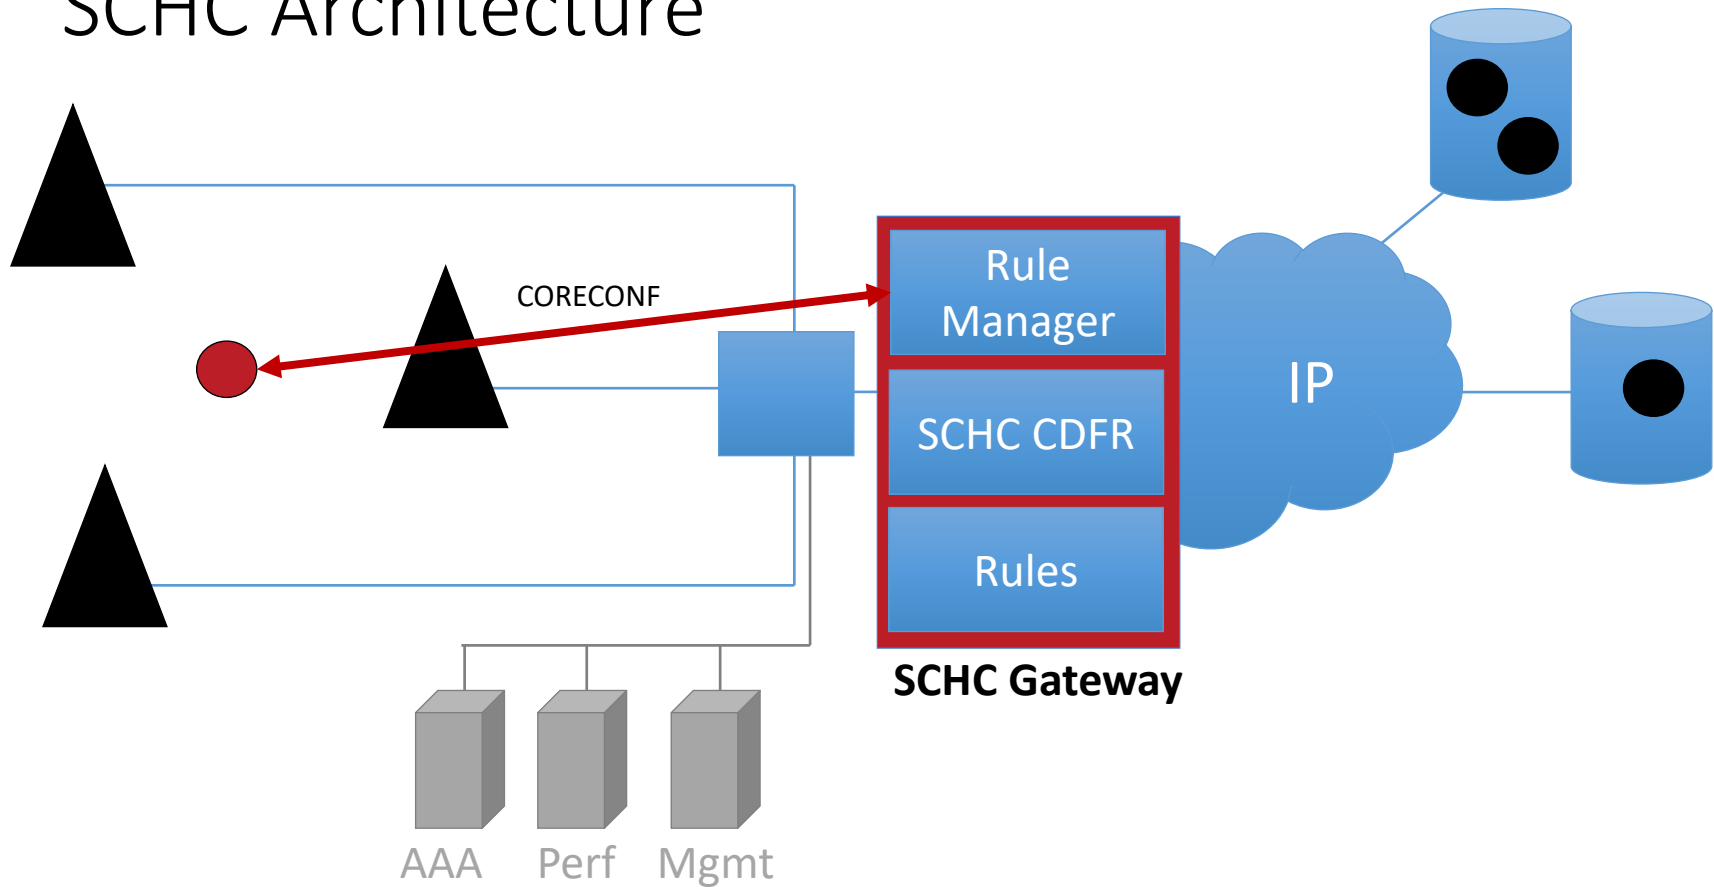 SCHC Architecture
CORECONF
Rule
Manager
IP
SCHC CDFR
Rules
SCHC Gateway
AAA Perf Mgmt